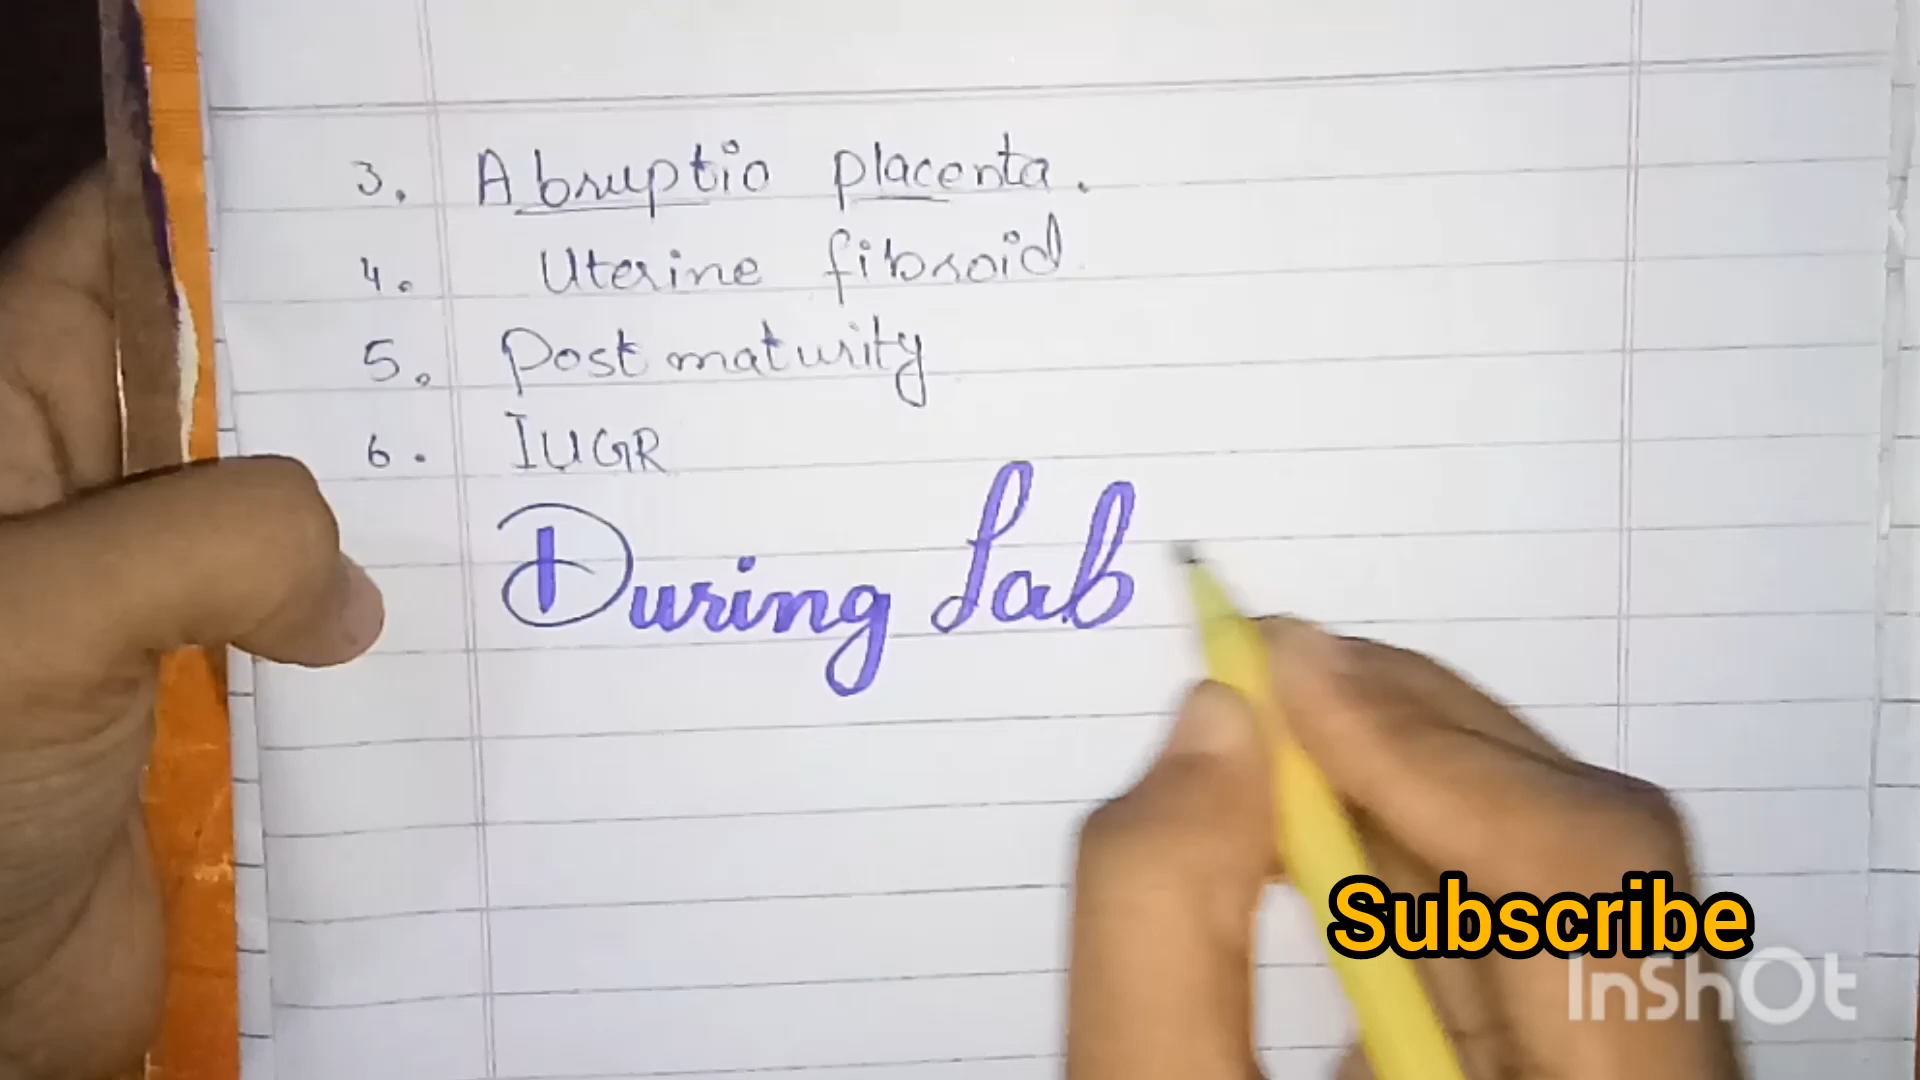 3. Abruptio placenta.
4. Uterine fibroid
5. Post maturity
6. IUGR
During Lab
Subscribe
InShOt